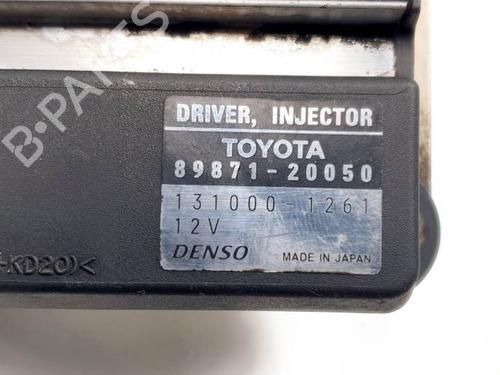 B-PARTS
DRIVER, INJECTOR
TOYOTA
89871-20050
131000-1261
12V
DENSO MADE IN JAPAN
-KD20)<